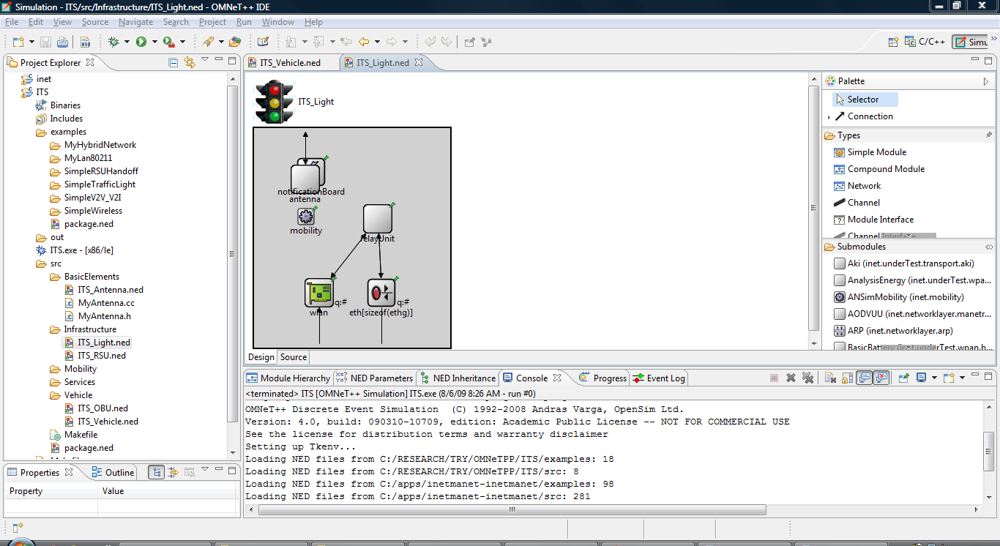 Simulation - ITS/src/Infrastructure/ITS_Light.ned - OMNeT++ IDE
File Edit View Source Navigate Search Project Run Window Help
C/C++ Simu
Project Explorer
inet
ITS
Binaries
Includes
examples
MyHybridNetwork
MyLan80211
SimpleRSUHandoff
SimpleTrafficLight
SimpleV2V_V2I
SimpleWireless
package.ned
out
ITS.exe - [x86/le]
src
BasicElements
ITS_Antenna.ned
MyAntenna.cc
MyAntenna.h
Infrastructure
ITS_Light.ned
ITS_RSU.ned
Mobility
Services
Vehicle
ITS_OBU.ned
ITS_Vehicle.ned
Makefile
package.ned
Properties Outline
Property Value
ITS_Vehicle.ned ITS_Light.ned
ITS_Light
notificationBoard
antenna
mobility
relayUnit
q:# q:#
wlan eth[sizeof(ethg)]
Design Source
Palette
Selector
Connection
Types
Simple Module
Compound Module
Network
Channel
Module Interface
Channel Interface
Submodules
Aki (inet.underTest.transport.aki)
AnalysisEnergy (inet.underTest.wpa...
ANSimMobility (inet.mobility)
AODVUU (inet.networklayer.manetr...
ARP (inet.networklayer.arp)
BasicBattery (inet.underTest.wpan.b...
Module Hierarchy NED Parameters NED Inheritance Console Progress Event Log
<terminated> ITS [OMNeT++ Simulation] ITS.exe (8/6/09 8:26 AM - run #0)
OMNeT++ Discrete Event Simulation (C) 1992-2008 Andras Varga, OpenSim Ltd.
Version: 4.0, build: 090310-10709, edition: Academic Public License -- NOT FOR COMMERCIAL USE
See the license for distribution terms and warranty disclaimer
Setting up Tkenv...
Loading NED files from C:/RESEARCH/TRY/OMNeTPP/ITS/examples: 18
Loading NED files from C:/RESEARCH/TRY/OMNeTPP/ITS/src: 8
Loading NED files from C:/apps/inetmanet-inetmanet/examples: 98
Loading NED files from C:/apps/inetmanet-inetmanet/src: 281